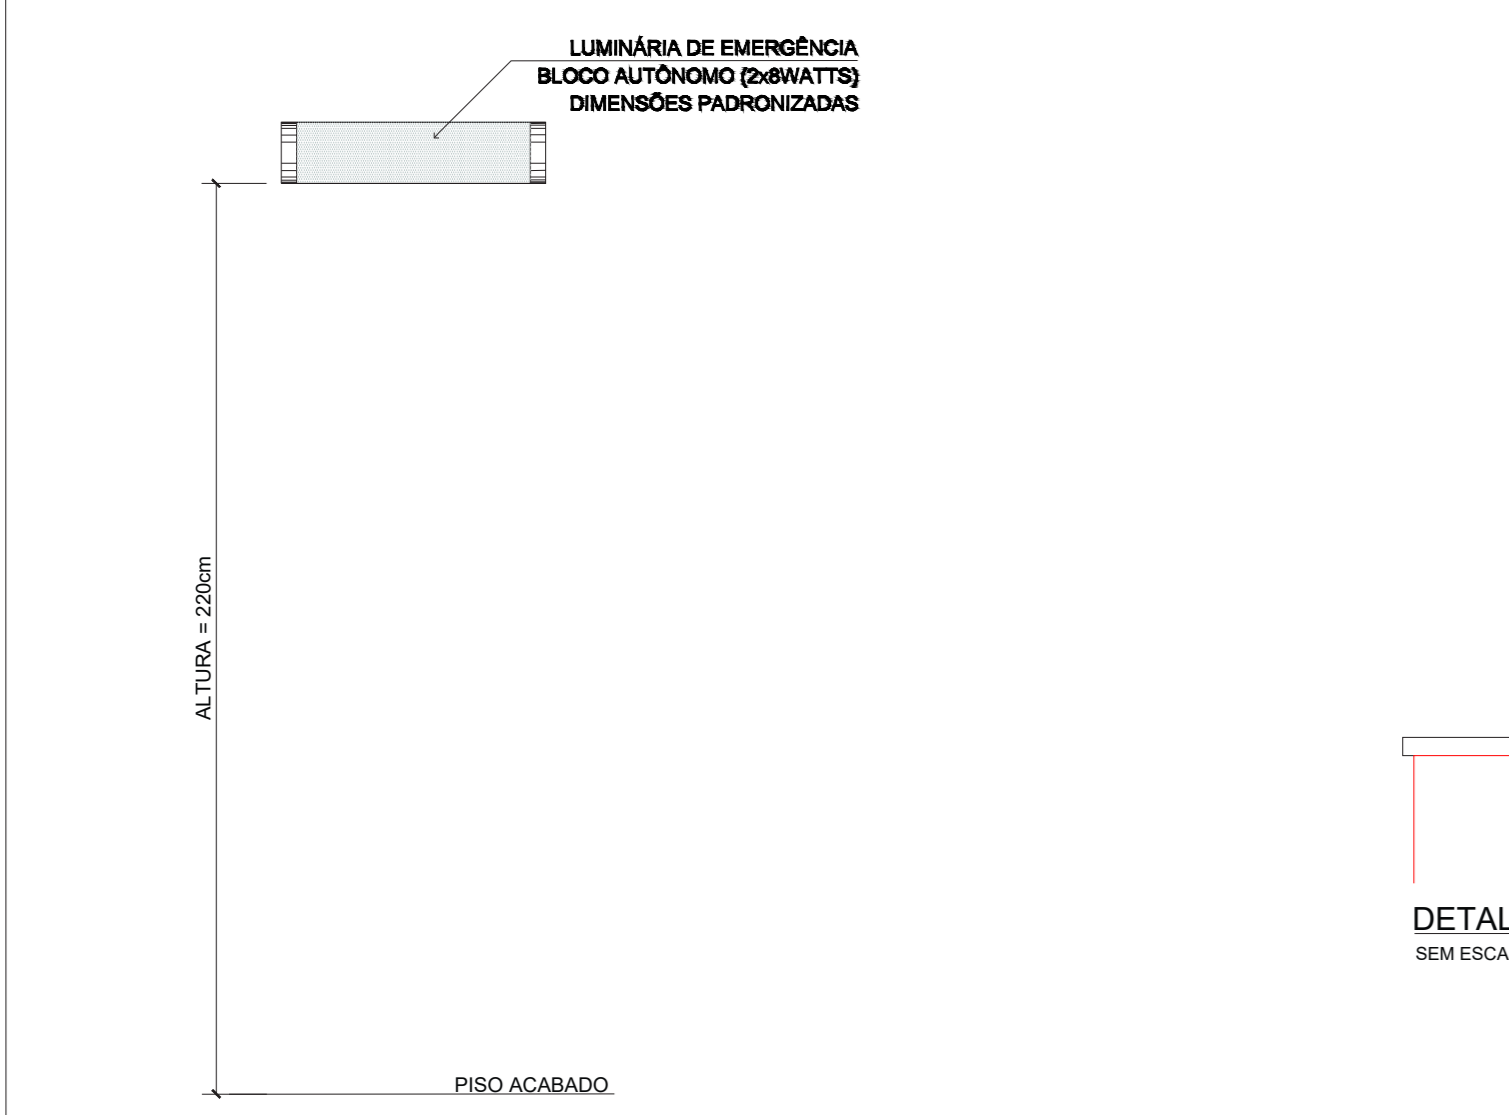 LUMINÁRIA DE EMERGÊNCIA
BLOCO AUTÔNOMO (2x8WATTS)
DIMENSÕES PADRONIZADAS
ALTURA = 220cm
DETAL
SEM ESCA
PISO ACABADO